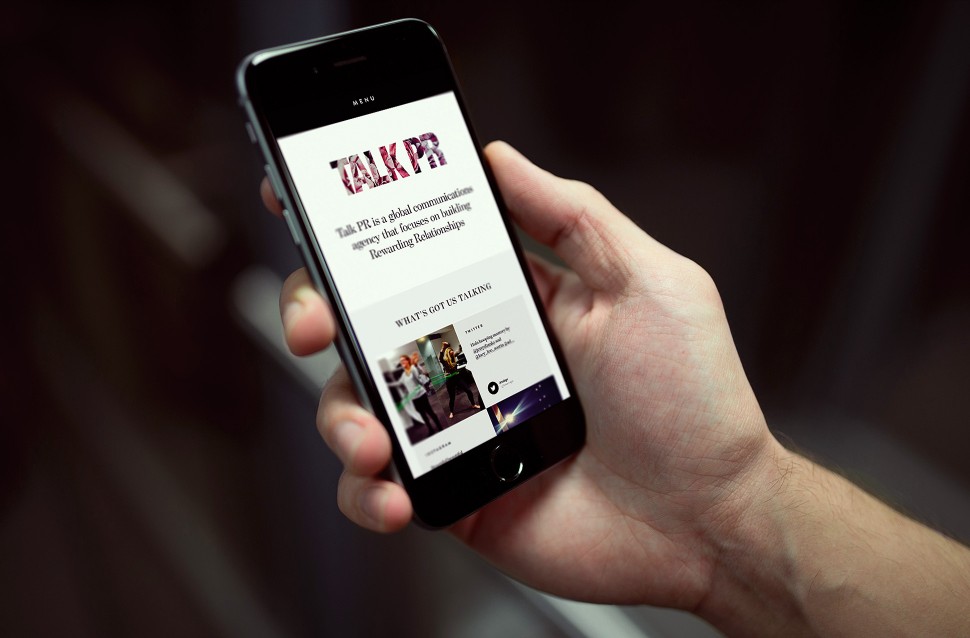 MENU
TALK PR
Talk PR is a global communications
agency that focuses on building
Rewarding Relationships
WHAT'S GOT US TALKING
TWITTER
INSTAGRAM